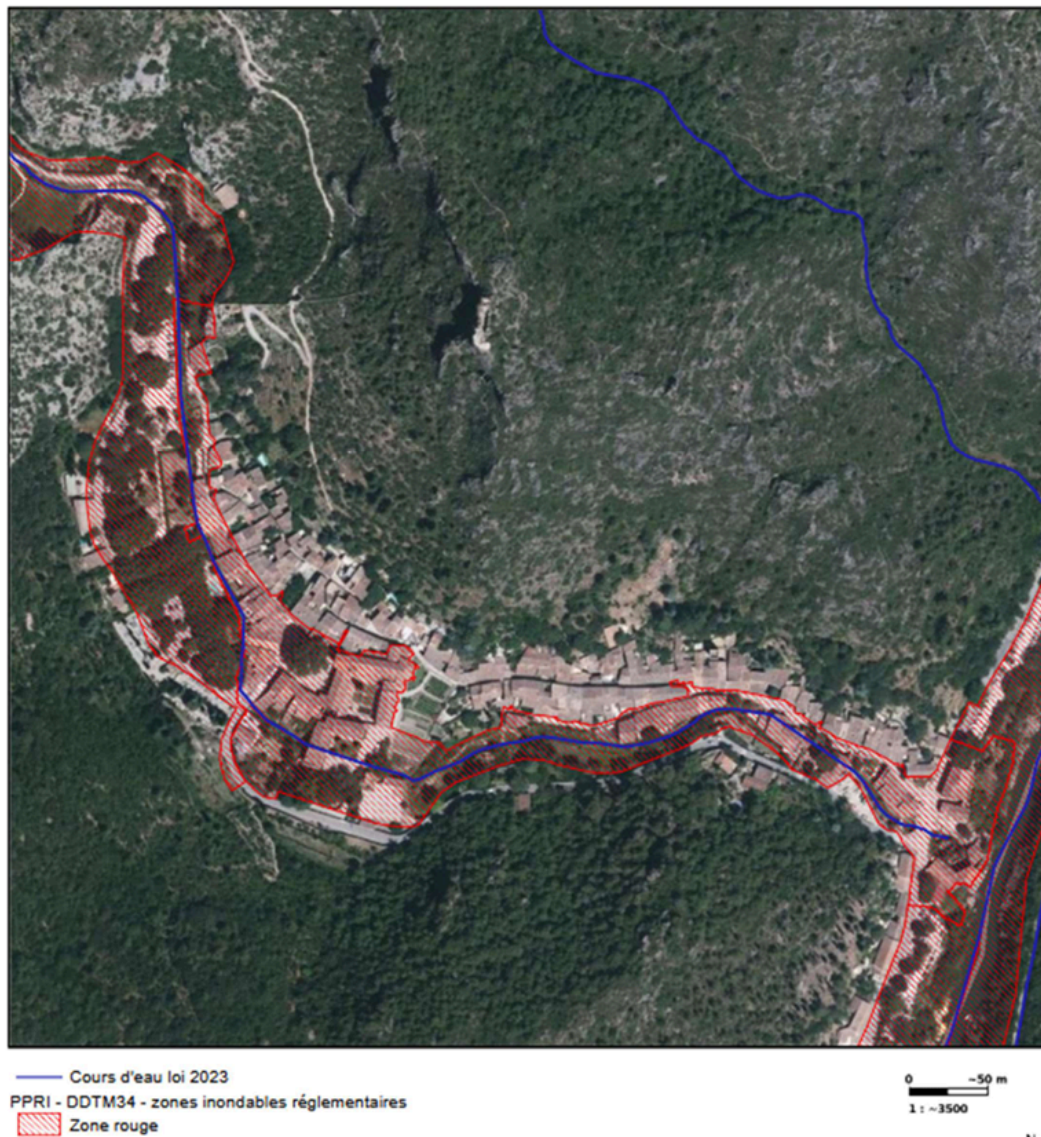 Cours d'eau loi 2023
PPRI - DDTM34 - zones inondables réglementaires
Zone rouge
0 ~50 m
1 : ~3500